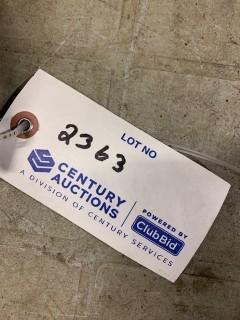 LOT NO
2363
CENTURY
AUCTIONS
A DIVISION OF CENTURY SERVICES
POWERED BY
ClubBid